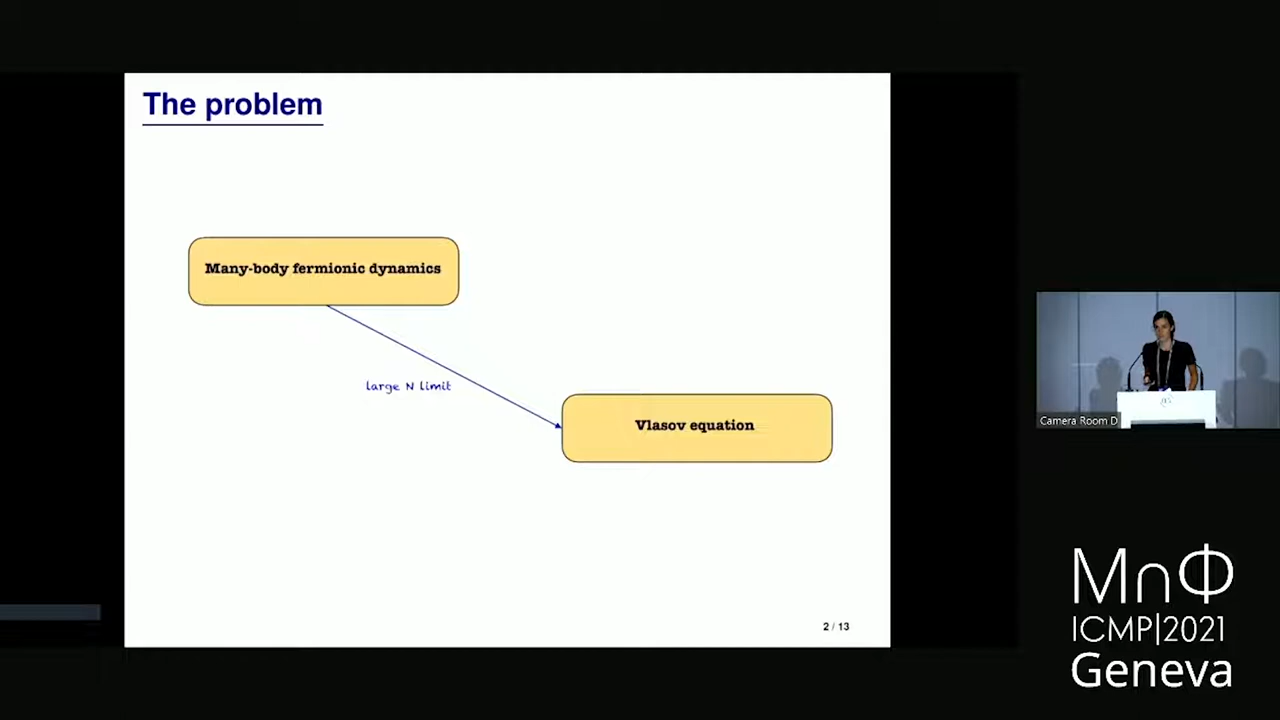 The problem
Many-body fermionic dynamics
large N limit
Vlasov equation
2 / 13
Camera Room D
MnΦ
ICMP|2021
Geneva